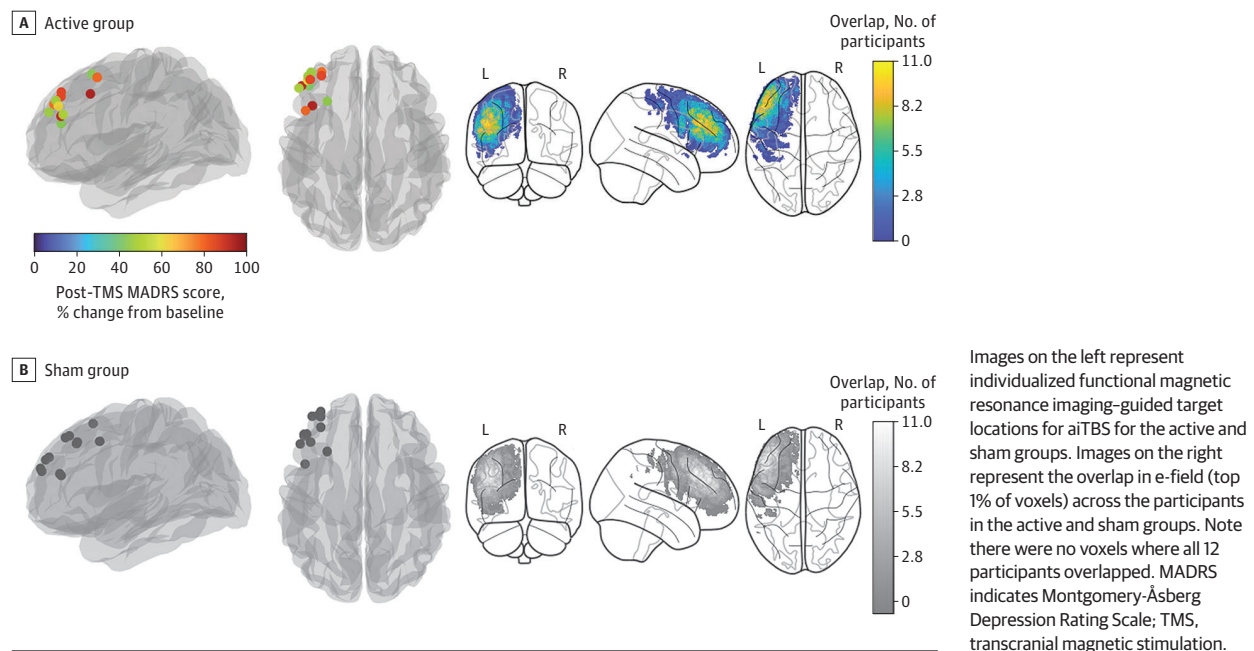 A Active group
Overlap, No. of
participants
L R
L R
11.0
8.2
5.5
2.8
0
0 20 40 60 80 100
Post-TMS MADRS score,
% change from baseline
B Sham group
Overlap, No. of
participants
L R
L R
11.0
8.2
5.5
2.8
0
Images on the left represent
individualized functional magnetic
resonance imaging–guided target
locations for aiTBS for the active and
sham groups. Images on the right
represent the overlap in e-field (top
1% of voxels) across the participants
in the active and sham groups. Note
there were no voxels where all 12
participants overlapped. MADRS
indicates Montgomery-Åsberg
Depression Rating Scale; TMS,
transcranial magnetic stimulation.